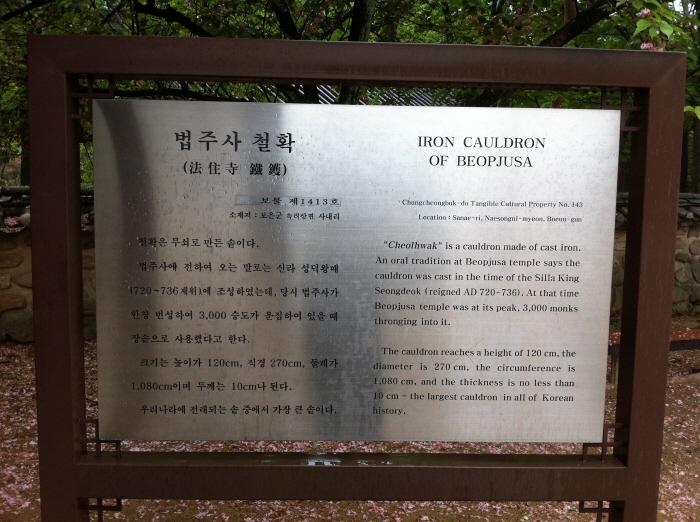 법주사 철확
(法住寺 鐵鑊)
보물 제1413호
소재지 : 보은군 속리산면 사내리
철확은 무쇠로 만든 솥이다.
법주사에 전하여 오는 말로는 신라 성덕왕때
(720~736재위)에 조성하였는데, 당시 법주사가
한창 번성하여 3,000 승도가 운집하여 있을 때
장솥으로 사용했다고 한다.
크기는 높이가 120cm, 직경 270cm, 둘레가
1,080cm이며 두께는 10cm나 된다.
우리나라에 전래되는 솥 중에서 가장 큰 솥이다.
IRON CAULDRON
OF BEOPJUSA
Chungcheongbuk-do Tangible Cultural Property No. 143
Location : Sanae-ri, Naesongni-myeon, Boeun-gun
"Cheolhwak" is a cauldron made of cast iron.
An oral tradition at Beopjusa temple says the
cauldron was cast in the time of the Silla King
Seongdeok (reigned AD 720-736). At that time
Beopjusa temple was at its peak, 3,000 monks
thronging into it.
The cauldron reaches a height of 120 cm, the
diameter is 270 cm, the circumference is
1,080 cm, and the thickness is no less than
10 cm - the largest cauldron in all of Korean
history.